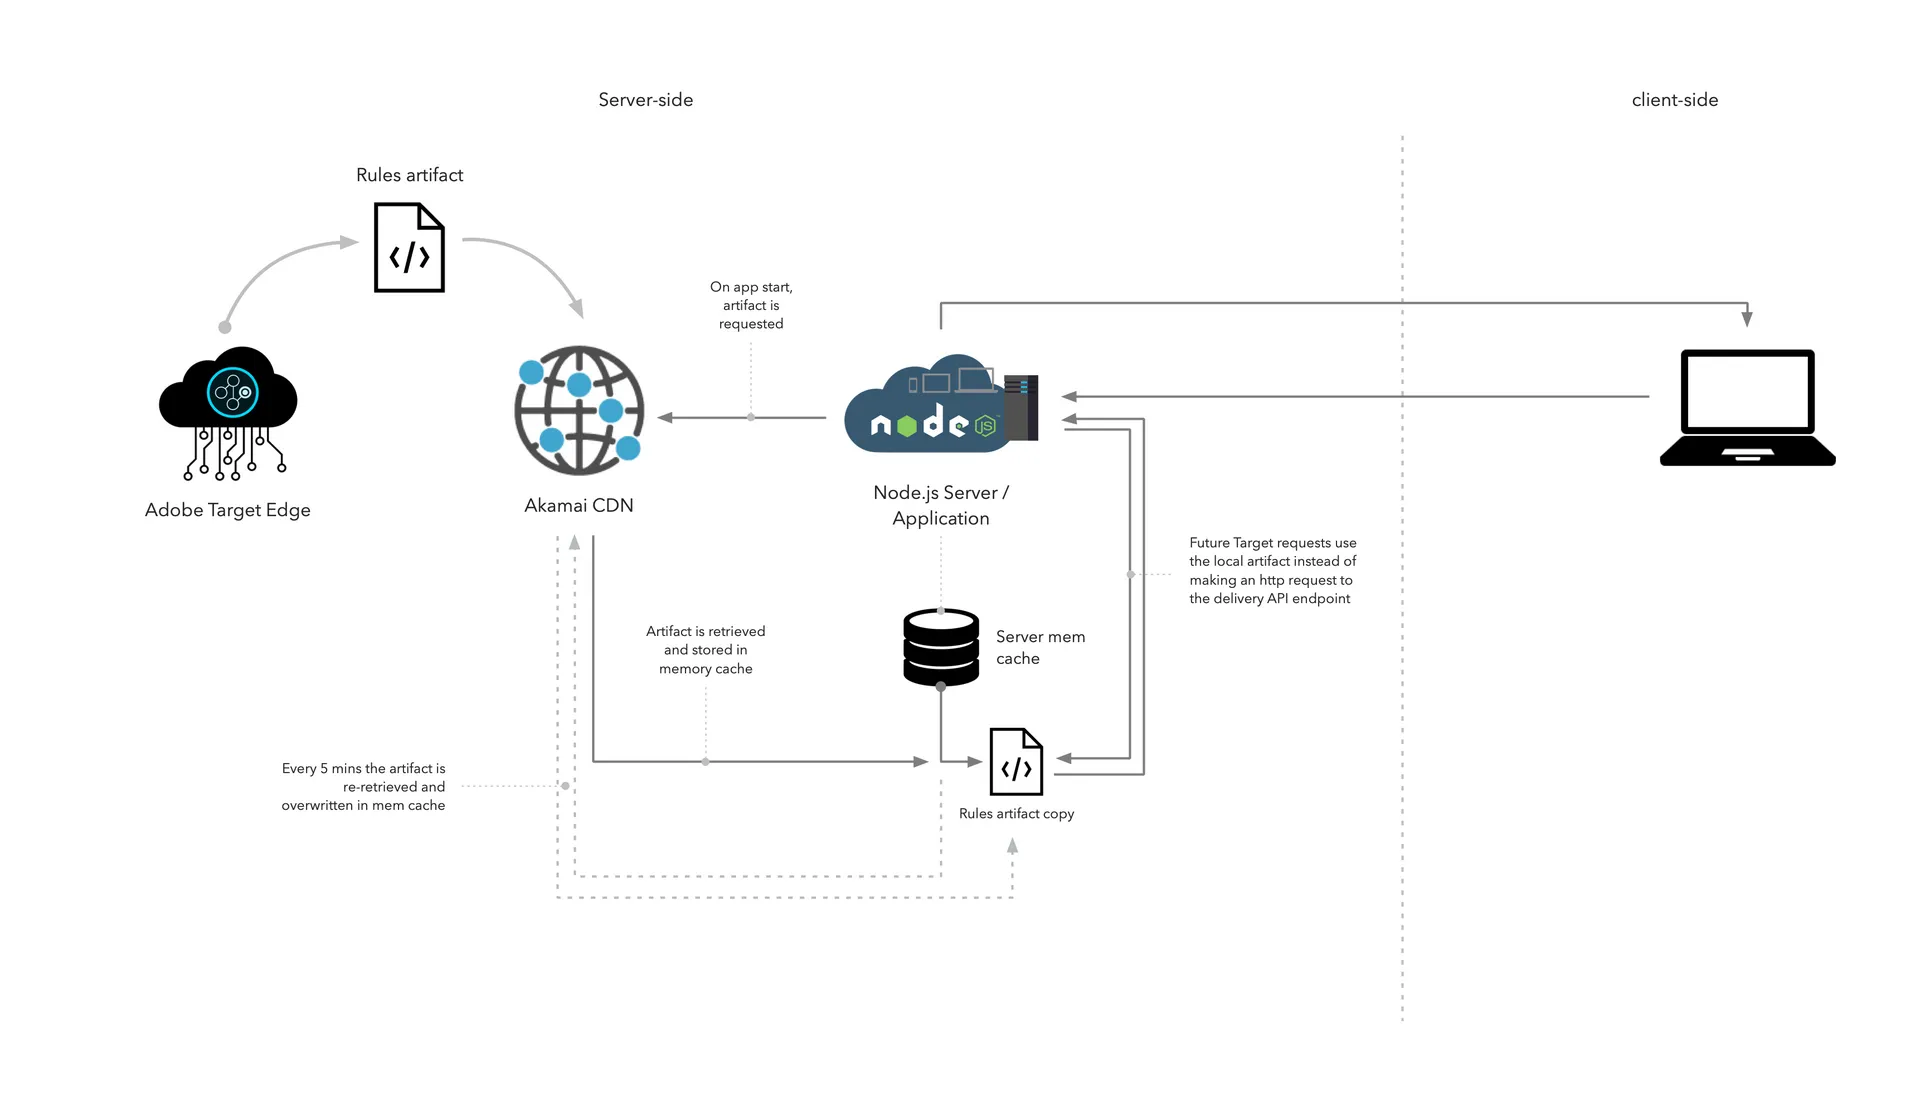 Server-side
client-side
Rules artifact
</>
On app start,
artifact is
requested
node JS
™
Adobe Target Edge
Akamai CDN
Node.js Server /
Application
Future Target requests use
the local artifact instead of
making an http request to
the delivery API endpoint
Artifact is retrieved
and stored in
memory cache
Server mem
cache
Every 5 mins the artifact is
re-retrieved and
overwritten in mem cache
</>
Rules artifact copy